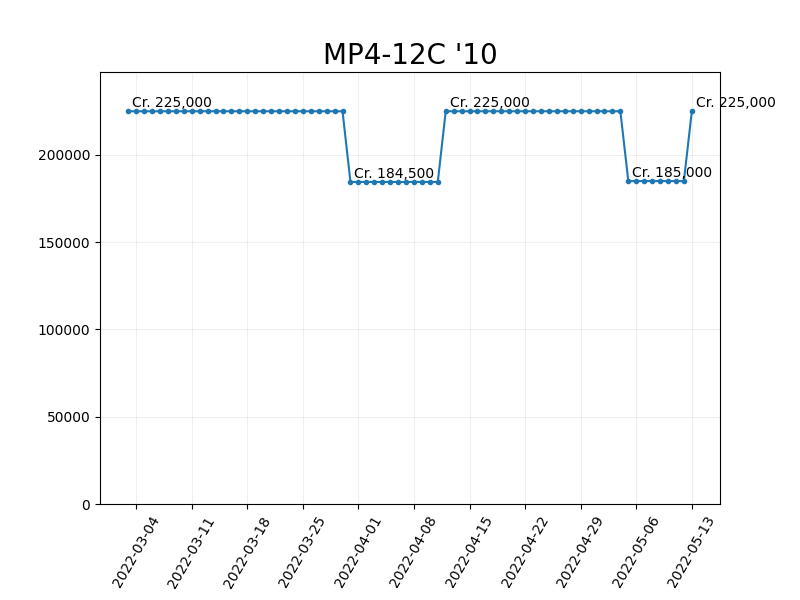 MP4-12C '10
Cr. 225,000
Cr. 225,000
Cr. 225,000
Cr. 184,500
Cr. 185,000
200000
150000
100000
50000
0
2022-03-04
2022-03-11
2022-03-18
2022-03-25
2022-04-01
2022-04-08
2022-04-15
2022-04-22
2022-04-29
2022-05-06
2022-05-13